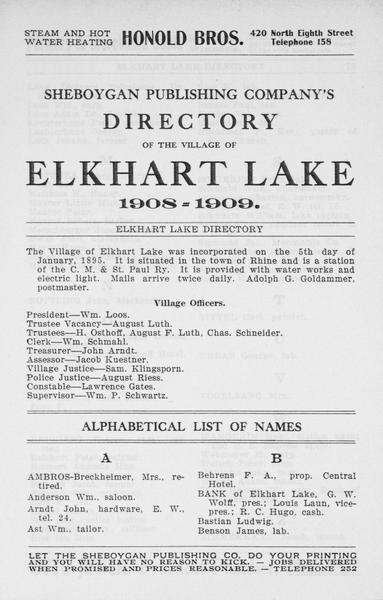 STEAM AND HOT
WATER HEATING
HONOLD BROS.
420 North Eighth Street
Telephone 158
SHEBOYGAN PUBLISHING COMPANY'S
DIRECTORY
OF THE VILLAGE OF
ELKHART LAKE
1908-1909.
ELKHART LAKE DIRECTORY
The Village of Elkhart Lake was incorporated on the 5th day of
January, 1895. It is situated in the town of Rhine and is a station
of the C. M. & St. Paul Ry. It is provided with water works and
electric light. Mails arrive twice daily. Adolph G. Goldammer,
postmaster.
Village Officers.
President—Wm. Loos.
Trustee Vacancy—August Luth.
Trustees—H. Osthoff, August F. Luth, Chas. Schneider.
Clerk—Wm. Schmahl.
Treasurer—John Arndt.
Assessor—Jacob Kuestner.
Village Justice—Sam. Klingsporn.
Police Justice—August Riess.
Constable—Lawrence Gates.
Supervisor—Wm. P. Schwartz.
ALPHABETICAL LIST OF NAMES
A
AMBROS-Breckheimer, Mrs., re-
tired.
Anderson Wm., saloon.
Arndt John, hardware, E. W.,
tel. 24.
Ast Wm., tailor.
B
Behrens F. A., prop. Central
Hotel.
BANK of Elkhart Lake, G. W.
Wolff, pres.; Louis Laun, vice-
pres.; R. C. Hugo, cash.
Bastian Ludwig.
Benson James, lab.
LET THE SHEBOYGAN PUBLISHING CO. DO YOUR PRINTING
AND YOU WILL HAVE NO REASON TO KICK. — JOBS DELIVERED
WHEN PROMISED AND PRICES REASONABLE. — TELEPHONE 252